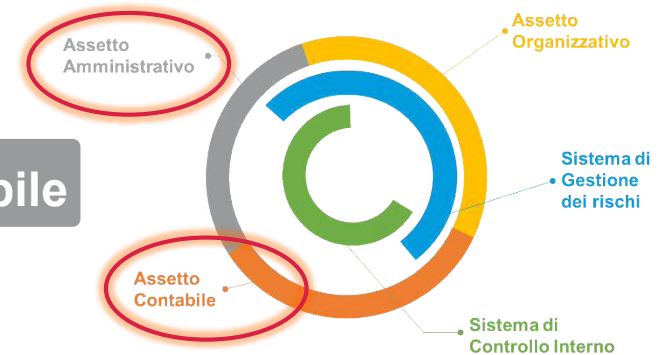 Assetto
Amministrativo
Assetto
Organizzativo
bile
Sistema di
Gestione
dei rischi
Assetto
Contabile
Sistema di
Controllo Interno